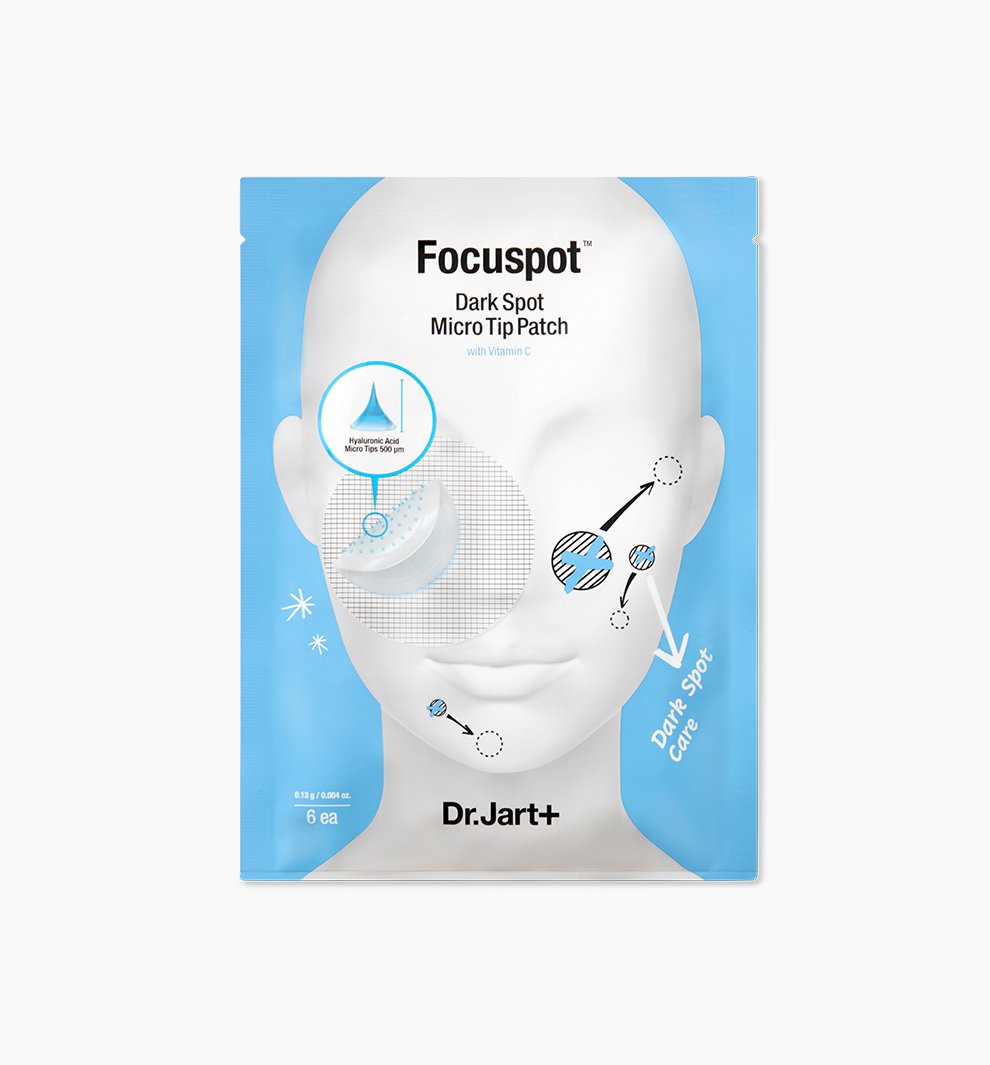 Focuspot™
Dark Spot
Micro Tip Patch
with Vitamin C
Hyaluronic Acid
Micro Tips 500 μm
Dark Spot
Care
0.13 g / 0.004 oz.
6 ea
Dr.Jart+